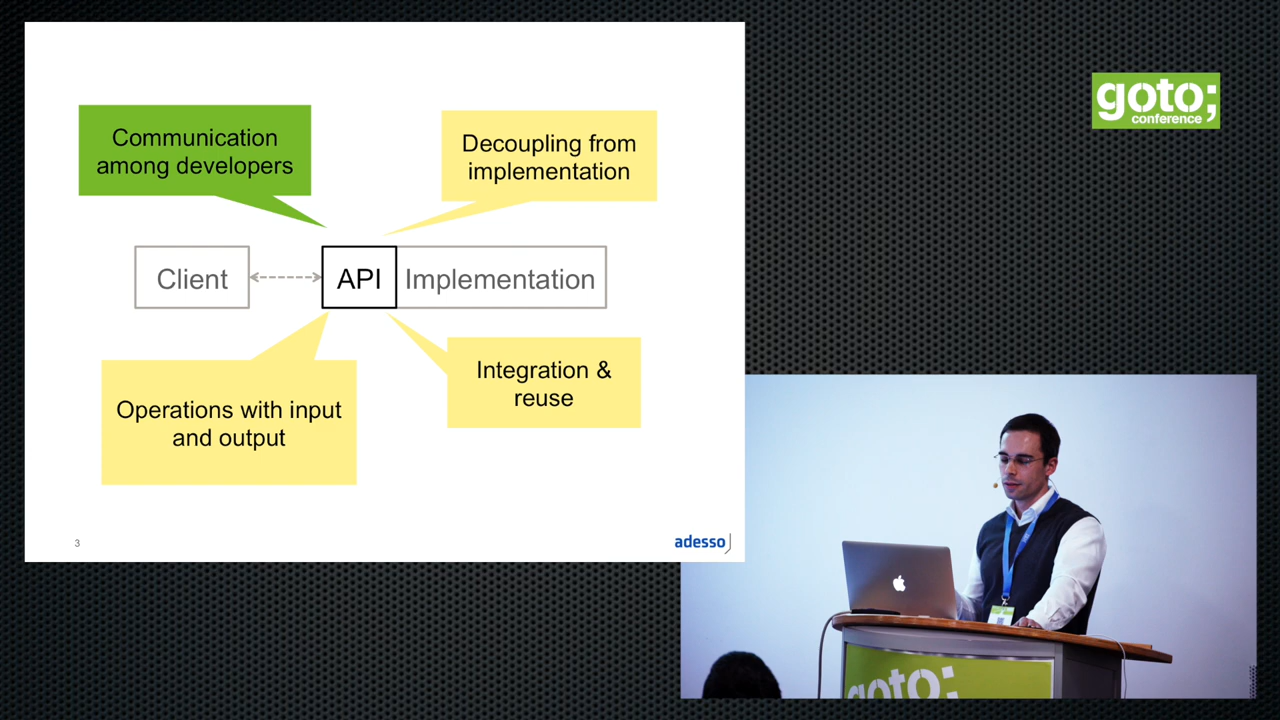 Communication
among developers
Decoupling from
implementation
Client
API
Implementation
Operations with input
and output
Integration &
reuse
3
adesso
goto;
conference
goto;